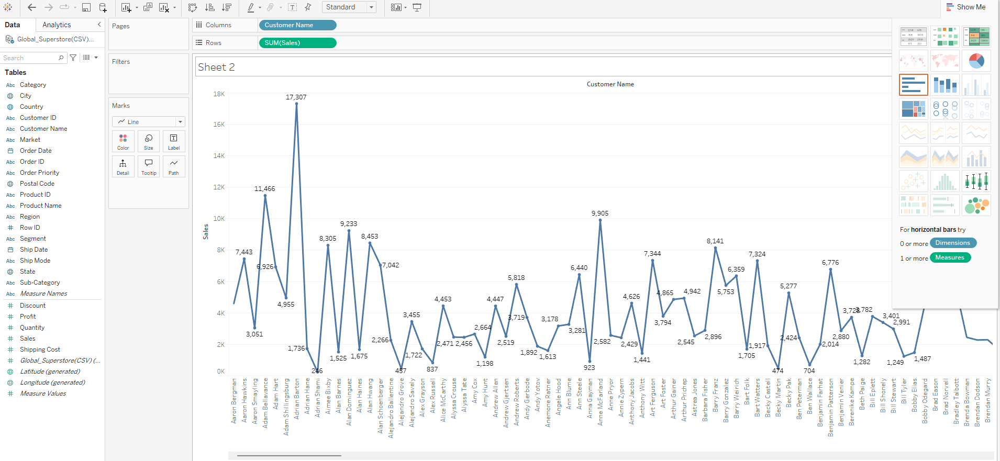 Standard
Show Me
Data
Analytics
Pages
Columns
Customer Name
Global_Superstore(CSV)...
Rows
SUM(Sales)
Search
Filters
Sheet 2
Tables
Customer Name
Abc Category
City
Country
Abc Customer ID
Abc Customer Name
Abc Market
Order Date
Abc Order ID
Abc Order Priority
Postal Code
Abc Product ID
Abc Product Name
Abc Region
# Row ID
Abc Segment
Ship Date
Abc Ship Mode
State
Abc Sub-Category
Abc Measure Names
# Discount
# Profit
# Quantity
# Sales
# Shipping Cost
# Global_Superstore(CSV) (...
Latitude (generated)
Longitude (generated)
# Measure Values
Marks
Line
Color
Size
Label
Detail
Tooltip
Path
Sales
18K
16K
14K
12K
10K
8K
6K
4K
2K
0K
7,443
3,051
11,466
6,926
4,955
17,307
1,736
246
8,305
1,525
9,233
1,675
8,453
7,042
2,266
457
3,455
1,722
837
4,453
2,471
2,456
2,664
1,198
4,447
2,519
5,818
3,719
1,892
1,613
3,178
3,281
6,440
923
9,905
2,582
2,429
4,626
1,441
7,344
3,794
4,865
4,942
2,545
2,896
8,141
5,753
6,359
1,705
7,324
1,917
474
5,277
2,424
704
2,014
6,776
2,880
1,282
3,782
3,401
2,991
1,249
1,487
Aaron Bergman
Aaron Hawkins
Aaron Smayling
Adam Bellavance
Adam Hart
Adam Shillingsburg
Adrian Barton
Adrian Hane
Adrian Shami
Aimee Bixby
Alan Barnes
Alan Dominguez
Alan Haines
Alan Hwang
Alan Schoenberger
Alejandro Ballentine
Alejandro Grove
Alejandro Savely
Alex Grayson
Alex Russell
Alice McCarthy
Alyssa Crouse
Alyssa Tate
Amy Cox
Amy Hunt
Andrew Allen
Andrew Gjertsen
Andrew Roberts
Andy Gerbode
Andy Yotov
Anemone Ratner
Angele Hood
Ann Blume
Ann Steele
Anna Gayman
Anne McFarland
Anne Pryor
Annie Zypern
Anthony Jacobs
Anthony Witt
Art Ferguson
Art Foster
Arthur Gainer
Arthur Prichep
Astrea Jones
Barbara Fisher
Barry Franz
Barry Gonzalez
Barry Weirich
Bart Folk
Bart Watters
Becky Castell
Becky Martin
Becky Pak
Ben Peterman
Ben Wallace
Benjamin Farhat
Benjamin Patterson
Benjamin Venier
Berenike Kampe
Beth Paige
Bill Eplett
Bill Shonely
Bill Stewart
Bill Tyler
Bobby Elias
Bobby Odegard
Brad Eason
Brad Norvell
Bradley Talbott
Brenda Bowman
Brendan Dodson
Brendan Murry
For horizontal bars try
0 or more Dimensions
1 or more Measures